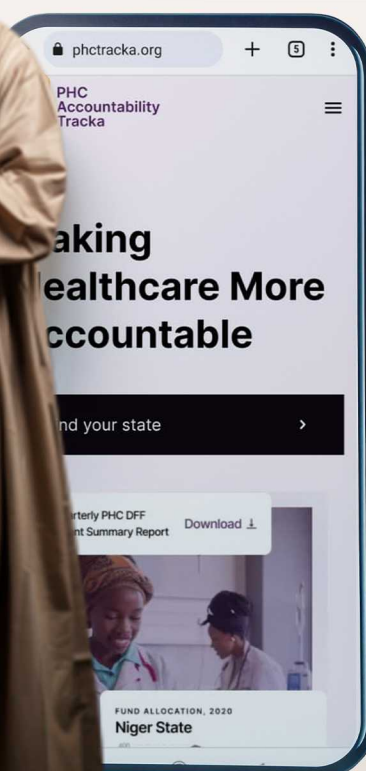 phctracka.org
5
PHC
Accountability
Tracka
aking
ealthcare More
ccountable
nd your state
rterly PHC DFF
nt Summary Report
Download
FUND ALLOCATION, 2020
Niger State
400